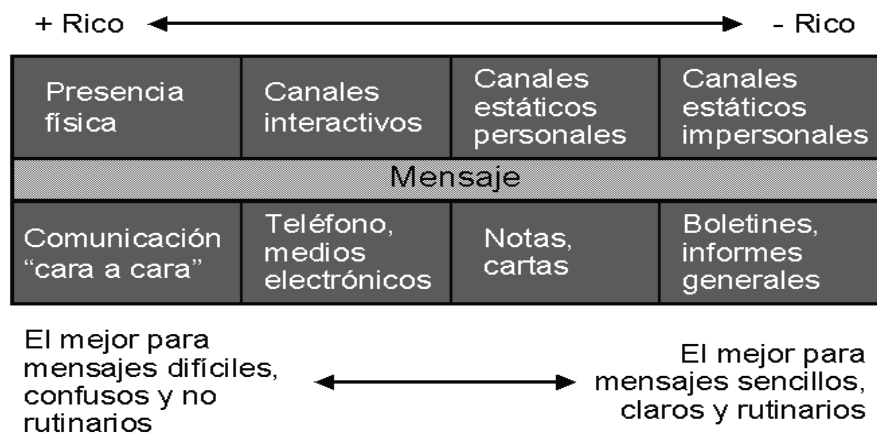 + Rico
- Rico
Presencia
física
Canales
interactivos
Canales
estáticos
personales
Canales
estáticos
impersonales
Mensaje
Comunicación
“cara a cara”
Teléfono,
medios
electrónicos
Notas,
cartas
Boletines,
informes
generales
El mejor para
mensajes difíciles,
confusos y no
rutinarios
El mejor para
mensajes sencillos,
claros y rutinarios